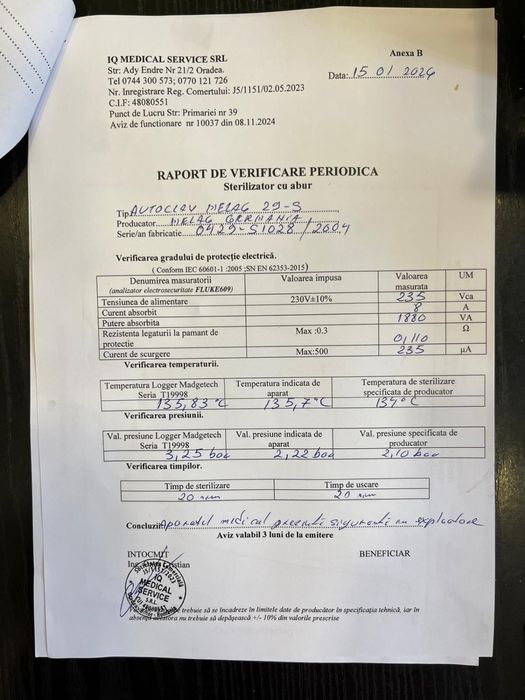 IQ MEDICAL SERVICE SRL
Anexa B
Str: Ady Endre Nr 21/2 Oradea.
Tel 0744 300 573; 0770 121 726
Data: 15 01 2026
Nr. Inregistrare Reg. Comertului: J5/1151/02.05.2023
C.I.F: 48080551
Punct de Lucru Str: Primariei nr 39
Aviz de functionare nr 10037 din 08.11.2024
RAPORT DE VERIFICARE PERIODICA
Sterilizator cu abur
Tip AUTOCLAV MELAG 29-S
Producator MELAG GERMANIA
Serie/an fabricatie 0429-S1028 / 2004
Verificarea gradului de protecție electrică.
( Conform IEC 60601-1 :2005 ;SN EN 62353-2015)
Denumirea masuratorii
(analizator electrosecuritate FLUKE609)
Valoarea impusa
Valoarea masurata
UM
Tensiunea de alimentare 230V±10% 235 Vca
Curent absorbit 8 A
Putere absorbita 1880 VA
Rezistenta legaturii la pamant de protectie Max :0.3 0,110 Ω
Curent de scurgere Max:500 235 µA
Verificarea temperaturii.
Temperatura Logger Madgetech Seria T19998
Temperatura indicata de aparat
Temperatura de sterilizare specificata de producator
135,83 °C 135,7 °C 134 °C
Verificarea presiunii.
Val. presiune Logger Madgetech Seria T19998
Val. presiune indicata de aparat
Val. presiune specificata de producator
3,25 bar 2,22 bar 2,10 bar
Verificarea timpilor.
Timp de sterilizare Timp de uscare
20 min 20 min
Concluzii: Aparatul medical prezinta siguranta in exploatare
Aviz valabil 3 luni de la emitere
INTOCMIT BENEFICIAR
Ing.
IQ
MEDICAL
SERVICE
S.R.L.
48080551
trebuie să se încadreze în limitele date de producător în specificația tehnică, iar în
absența acestora nu trebuie să depășească +/- 10% din valorile prescrise